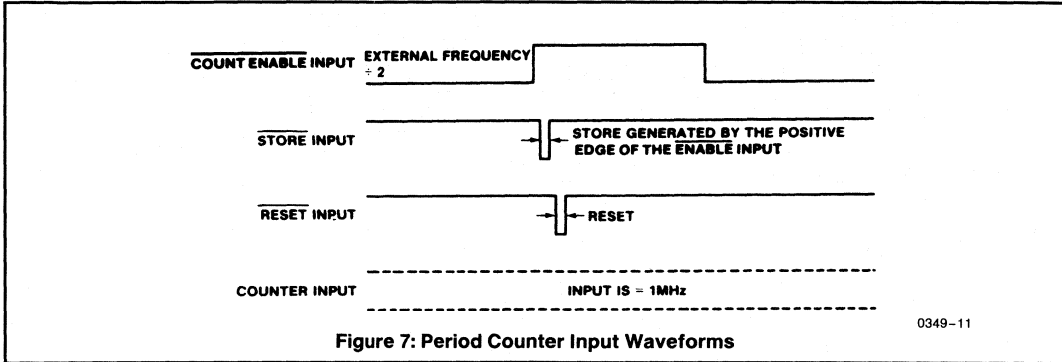 COUNT ENABLE INPUT
EXTERNAL FREQUENCY
÷ 2
STORE INPUT
STORE GENERATED BY THE POSITIVE
EDGE OF THE ENABLE INPUT
RESET INPUT
RESET
COUNTER INPUT
INPUT IS = 1MHz
0349-11
Figure 7: Period Counter Input Waveforms